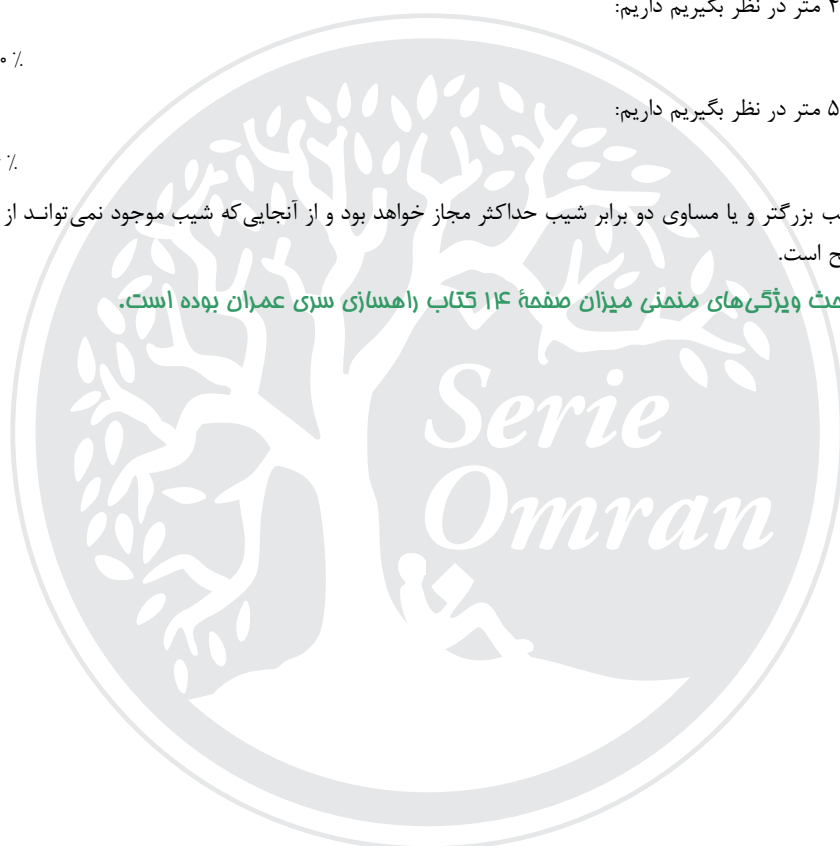 متر در نظر بگیریم داریم:
۰ ٪
۵ متر در نظر بگیریم داریم:
٪
بزرگتر و یا مساوی دو برابر شیب حداکثر مجاز خواهد بود و از آنجایی‌که شیب موجود نمی‌توانـد از
است.
ویژگی‌های منحنی میزان صفحهٔ ۱۴ کتاب راهسازی سری عمران بوده است.
Serie
Omran